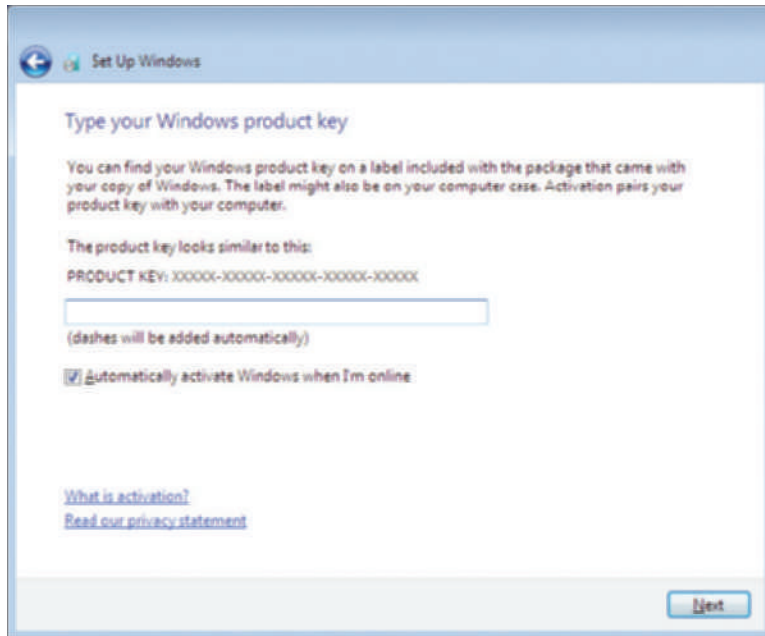 Set Up Windows
Type your Windows product key
You can find your Windows product key on a label included with the package that came with
your copy of Windows. The label might also be on your computer case. Activation pairs your
product key with your computer.
The product key looks similar to this:
PRODUCT KEY: XXXXX-XXXXX-XXXXX-XXXXX-XXXXX
(dashes will be added automatically)
Automatically activate Windows when I'm online
What is activation?
Read our privacy statement
Next